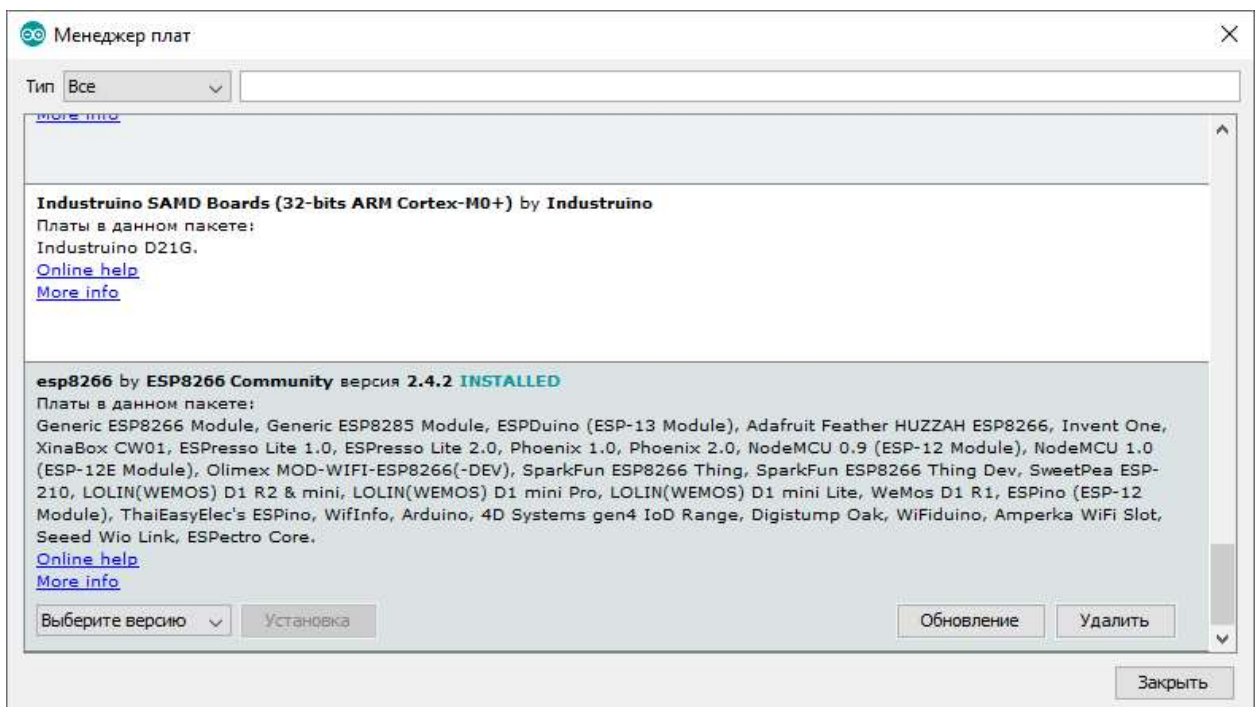 Менеджер плат
Тип Все
More info
Industruino SAMD Boards (32-bits ARM Cortex-M0+) by Industruino
Платы в данном пакете:
Industruino D21G.
Online help
More info
esp8266 by ESP8266 Community версия 2.4.2 INSTALLED
Платы в данном пакете:
Generic ESP8266 Module, Generic ESP8285 Module, ESPDuino (ESP-13 Module), Adafruit Feather HUZZAH ESP8266, Invent One,
XinaBox CW01, ESPresso Lite 1.0, ESPresso Lite 2.0, Phoenix 1.0, Phoenix 2.0, NodeMCU 0.9 (ESP-12 Module), NodeMCU 1.0
(ESP-12E Module), Olimex MOD-WIFI-ESP8266(-DEV), SparkFun ESP8266 Thing, SparkFun ESP8266 Thing Dev, SweetPea ESP-
210, LOLIN(WEMOS) D1 R2 & mini, LOLIN(WEMOS) D1 mini Pro, LOLIN(WEMOS) D1 mini Lite, WeMos D1 R1, ESPino (ESP-12
Module), ThaiEasyElec's ESPino, WifInfo, Arduino, 4D Systems gen4 IoD Range, Digistump Oak, WiFiduino, Amperka WiFi Slot,
Seeed Wio Link, ESPectro Core.
Online help
More info
Выберите версию Установка Обновление Удалить
Закрыть